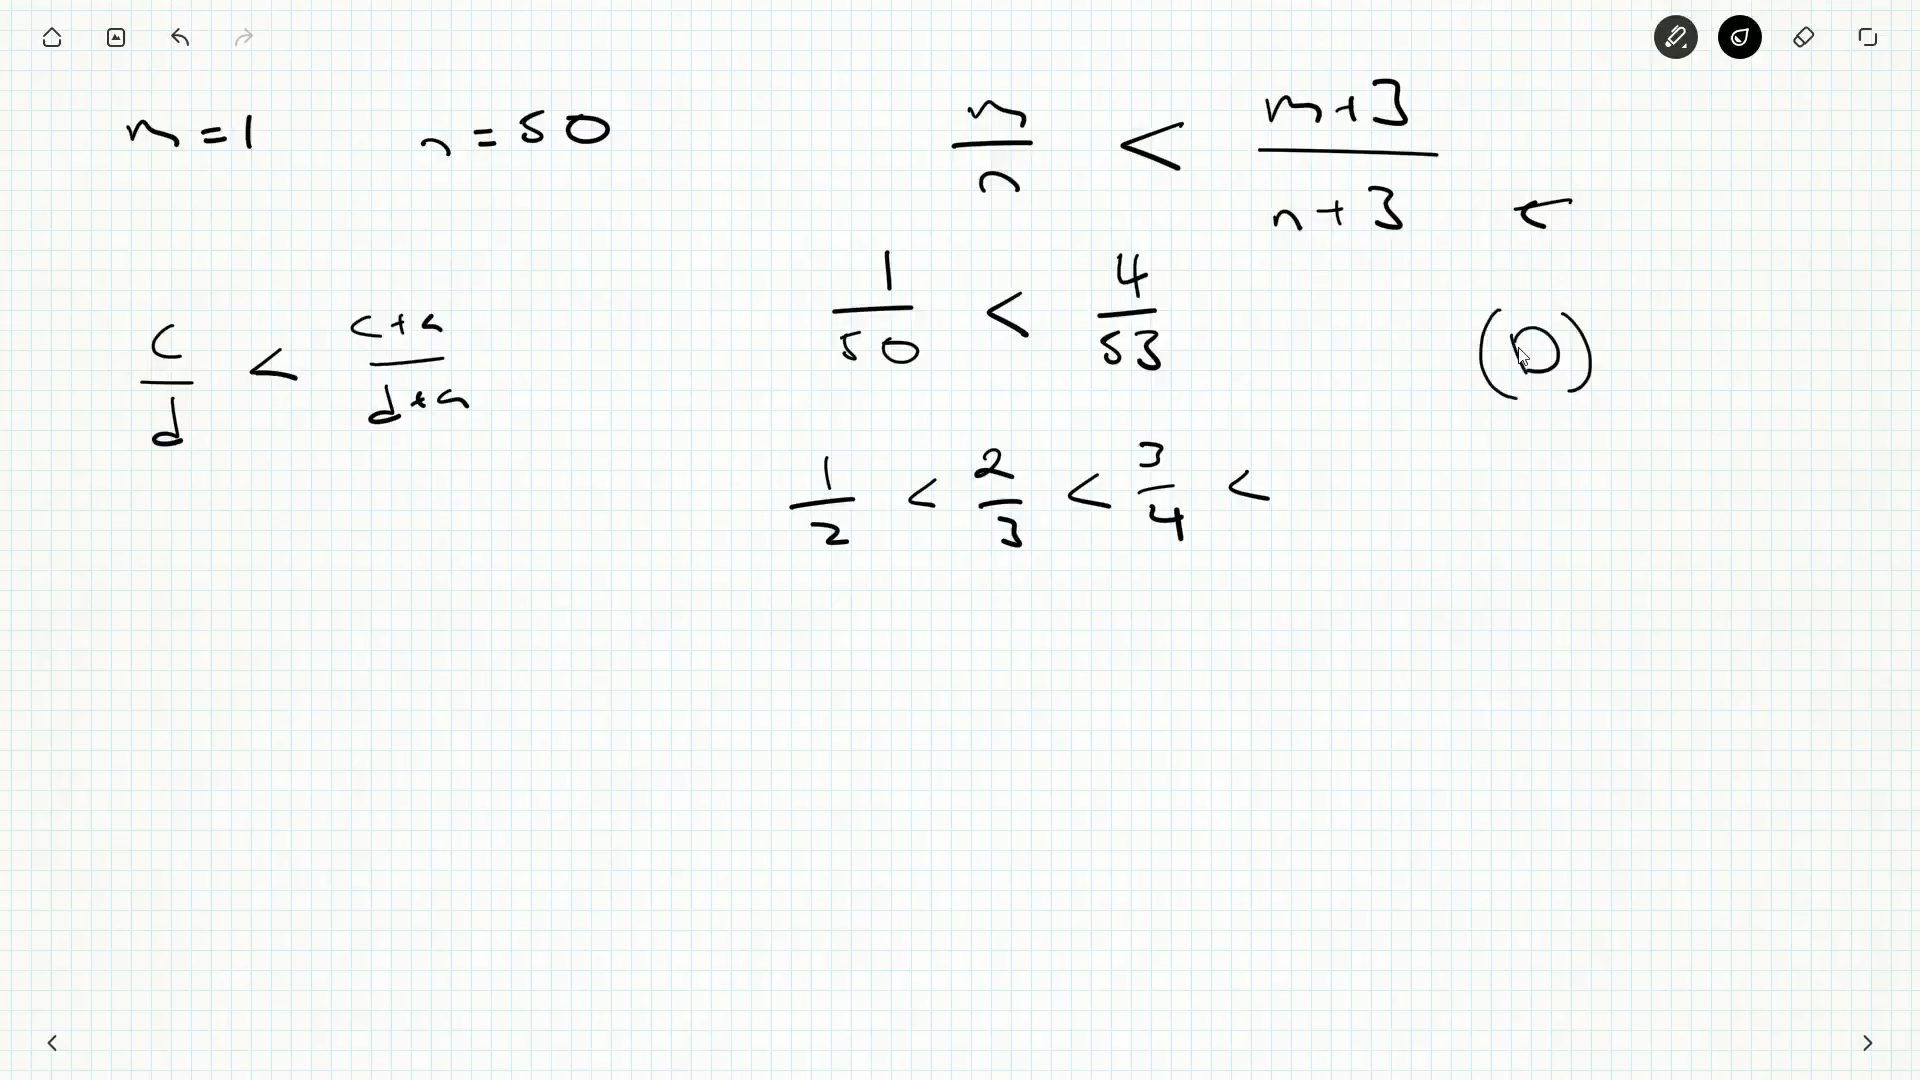 m = 1
n = 50
m/n < (m+3)/(n+3) ←
1/50 < 4/53
c/d < (c+a)/(d+a)
(D)
1/2 < 2/3 < 3/4 <